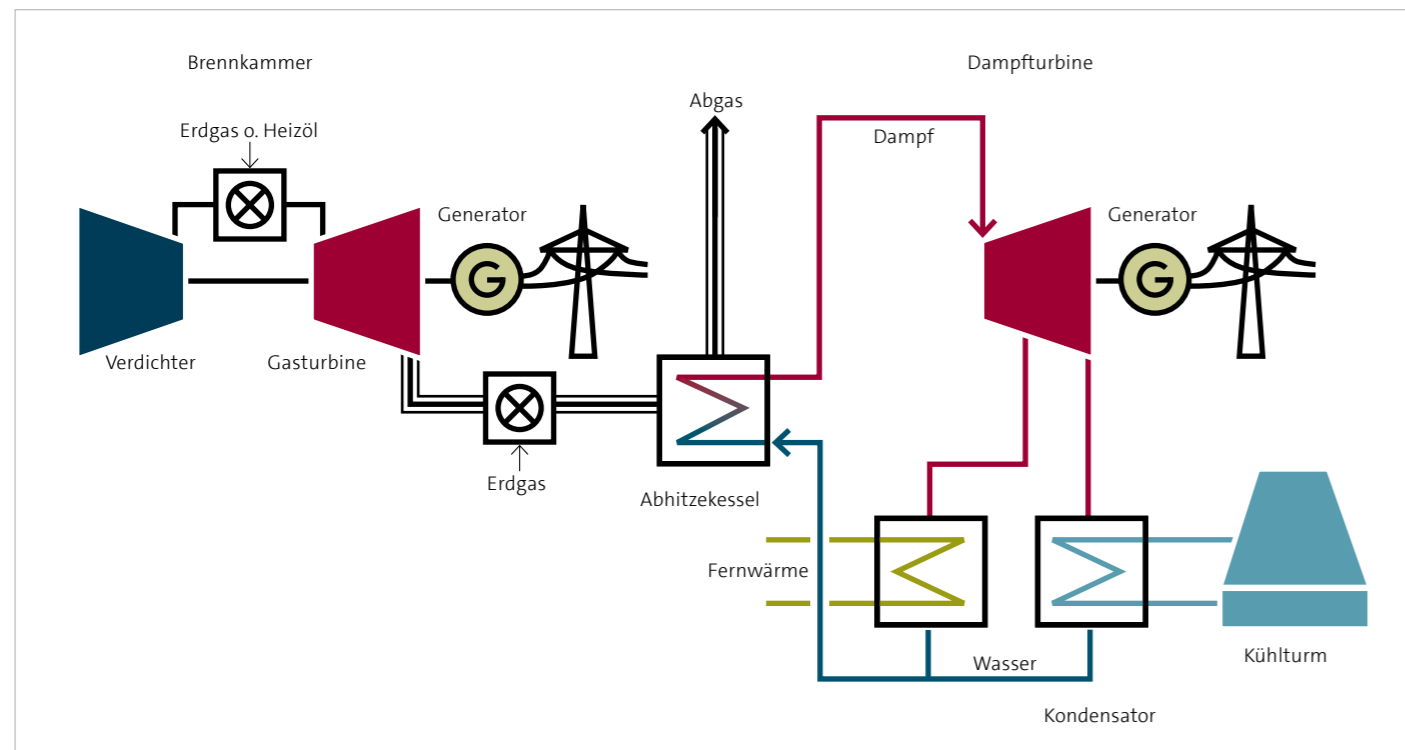 Brennkammer
Dampfturbine
Abgas
Erdgas o. Heizöl
Dampf
Generator
Generator
G
G
Verdichter
Gasturbine
Erdgas
Abhitzekessel
Fernwärme
Wasser
Kühlturm
Kondensator